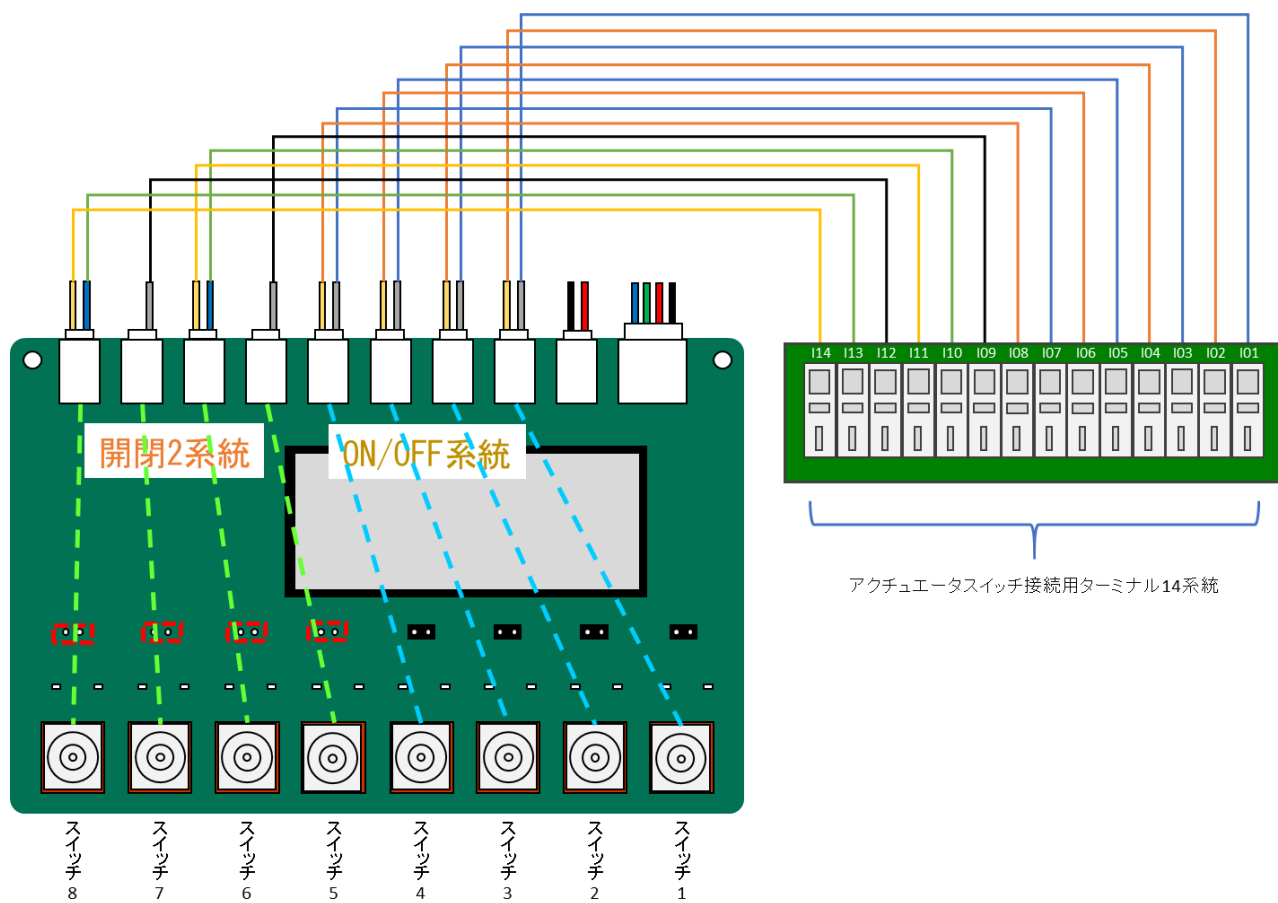 I14 I13 I12 I11 I10 I09 I08 I07 I06 I05 I04 I03 I02 I01
開閉2系統
ON/OFF系統
アクチュエータスイッチ接続用ターミナル14系統
スイッチ8
スイッチ7
スイッチ6
スイッチ5
スイッチ4
スイッチ3
スイッチ2
スイッチ1